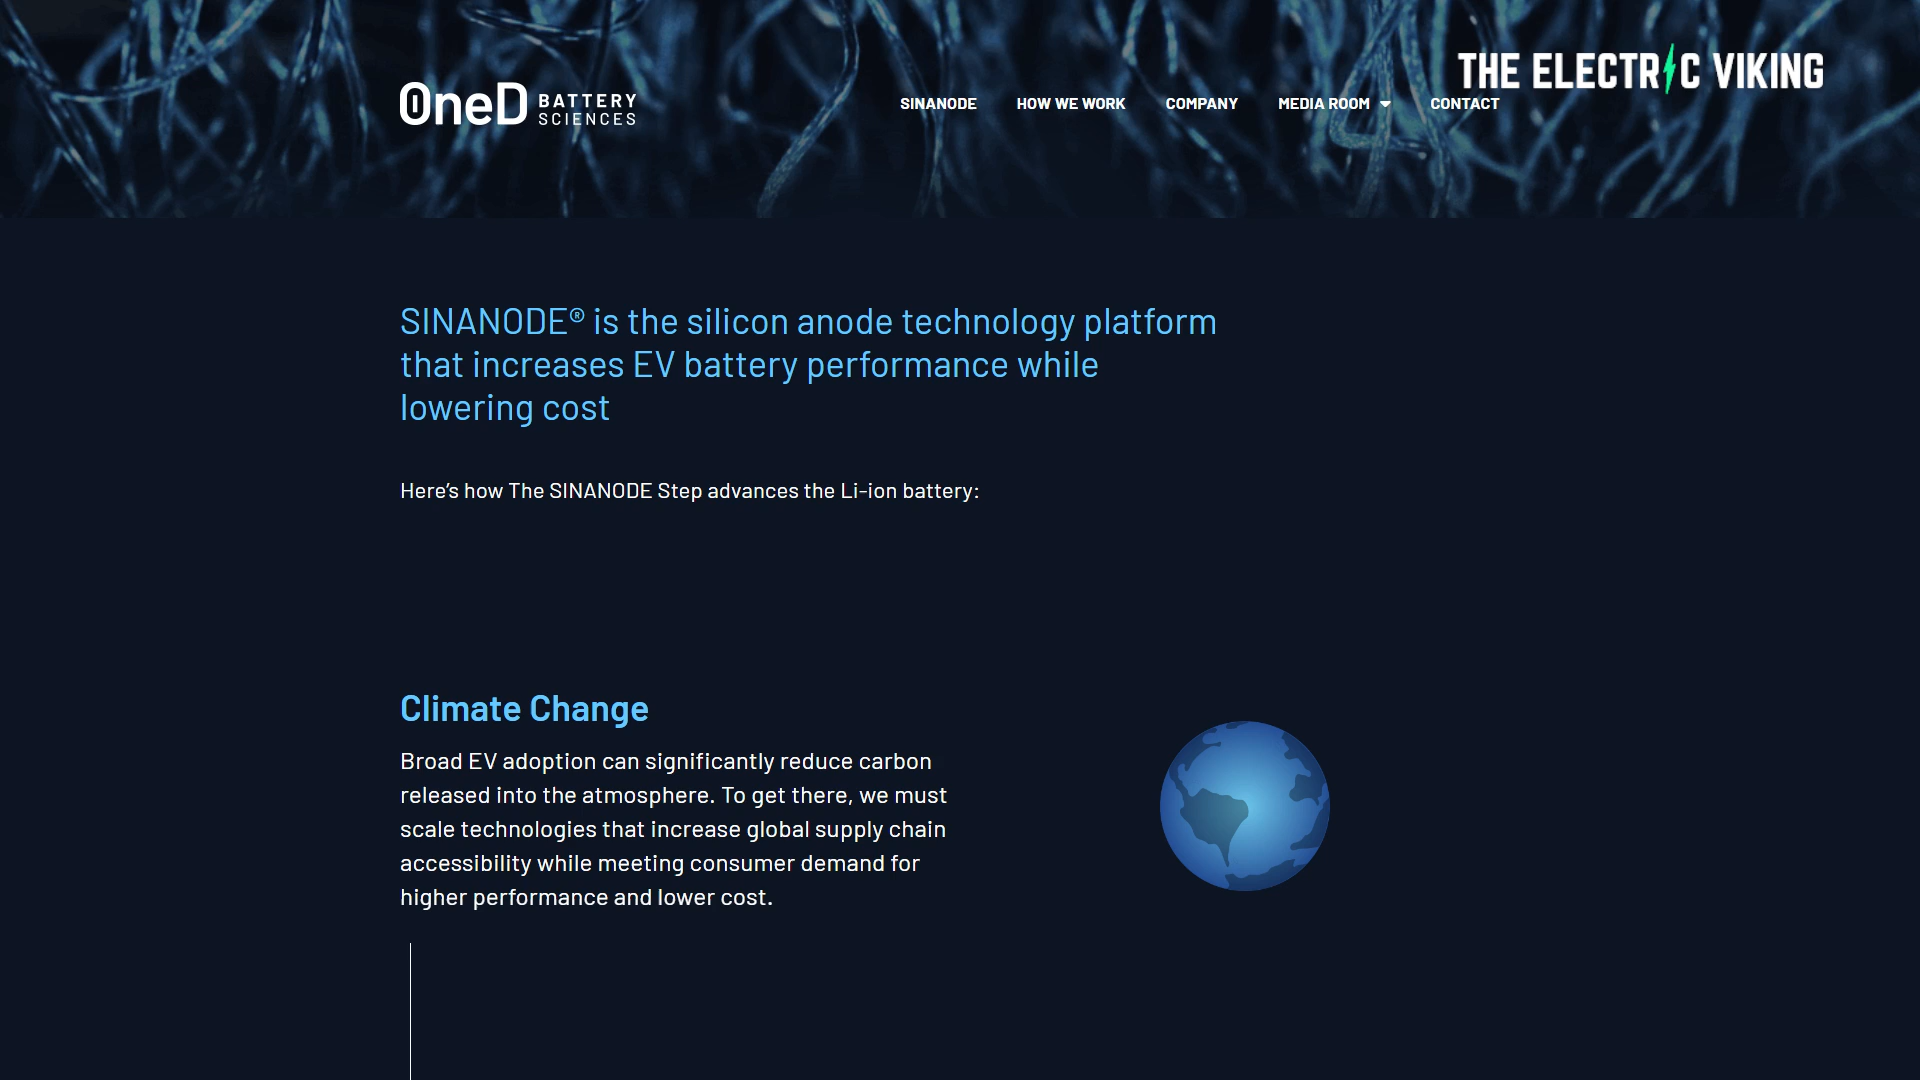 THE ELECTRIC VIKING
OneD BATTERY SCIENCES
SINANODE HOW WE WORK COMPANY MEDIA ROOM CONTACT
SINANODE® is the silicon anode technology platform
that increases EV battery performance while
lowering cost
Here’s how The SINANODE Step advances the Li-ion battery:
Climate Change
Broad EV adoption can significantly reduce carbon
released into the atmosphere. To get there, we must
scale technologies that increase global supply chain
accessibility while meeting consumer demand for
higher performance and lower cost.